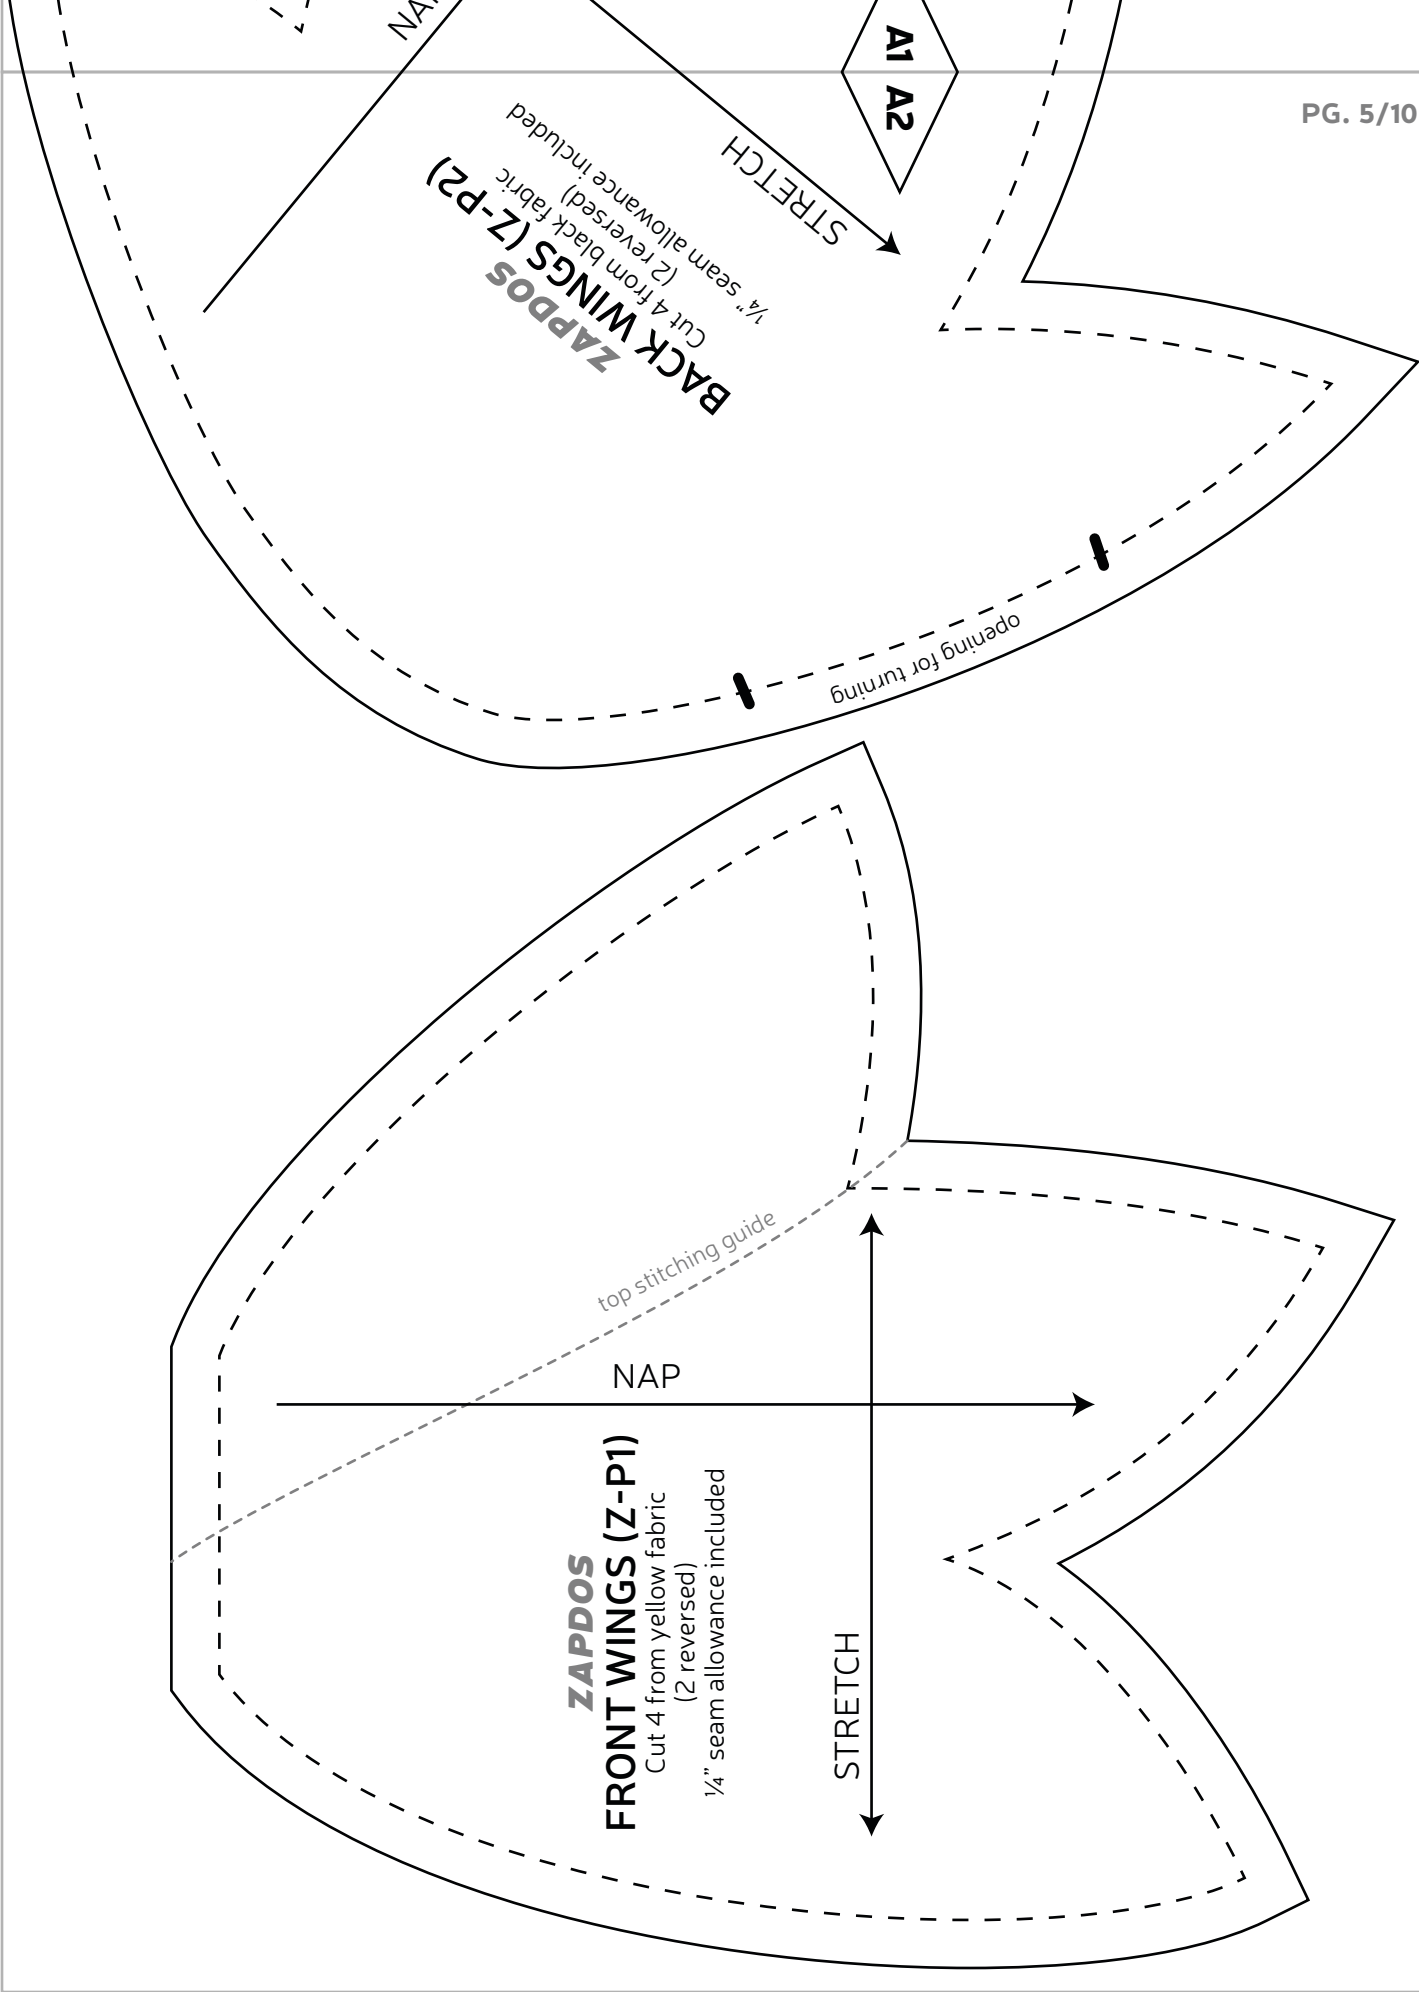 NA
A1 A2
PG. 5/10
STRETCH
ZAPDOS
BACK WINGS (Z-P2)
Cut 4 from black fabric
(2 reversed)
¼” seam allowance included
opening for turning
top stitching guide
NAP
ZAPDOS
FRONT WINGS (Z-P1)
Cut 4 from yellow fabric
(2 reversed)
¼” seam allowance included
STRETCH